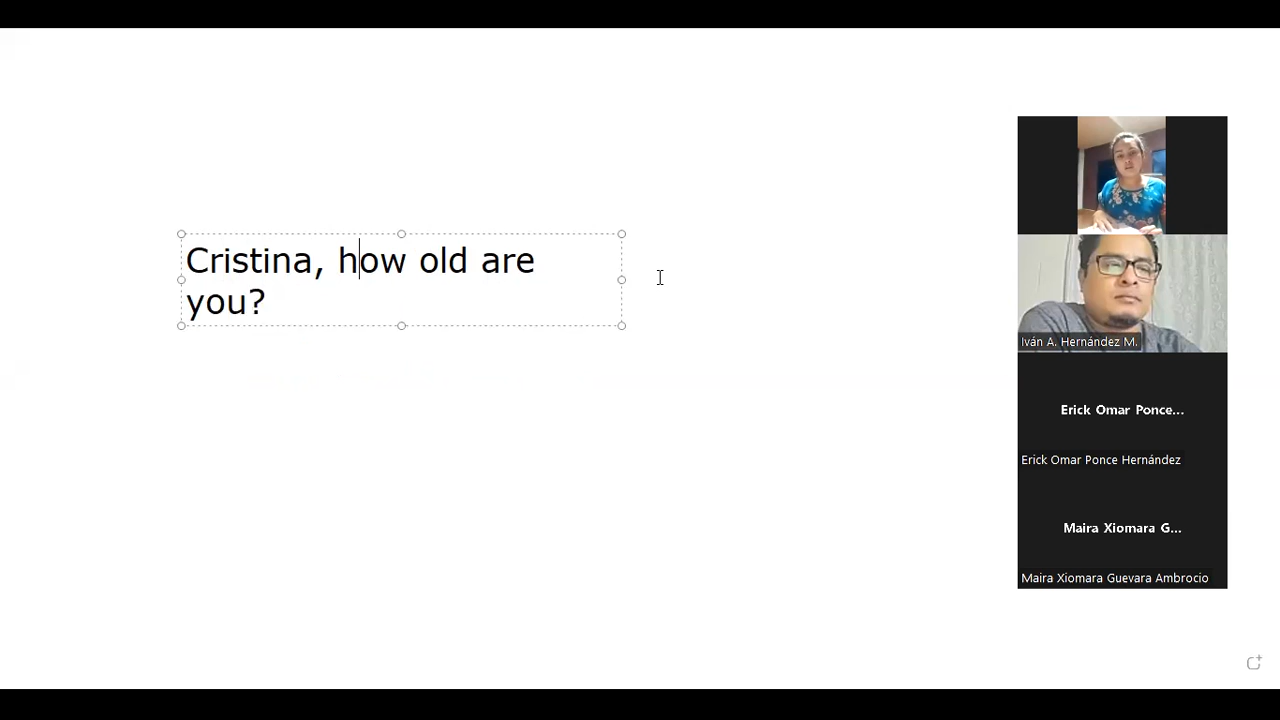 Cristina, how old are
you?
Iván A. Hernández M.
Erick Omar Ponce...
Erick Omar Ponce Hernández
Maira Xiomara G...
Maira Xiomara Guevara Ambrocio